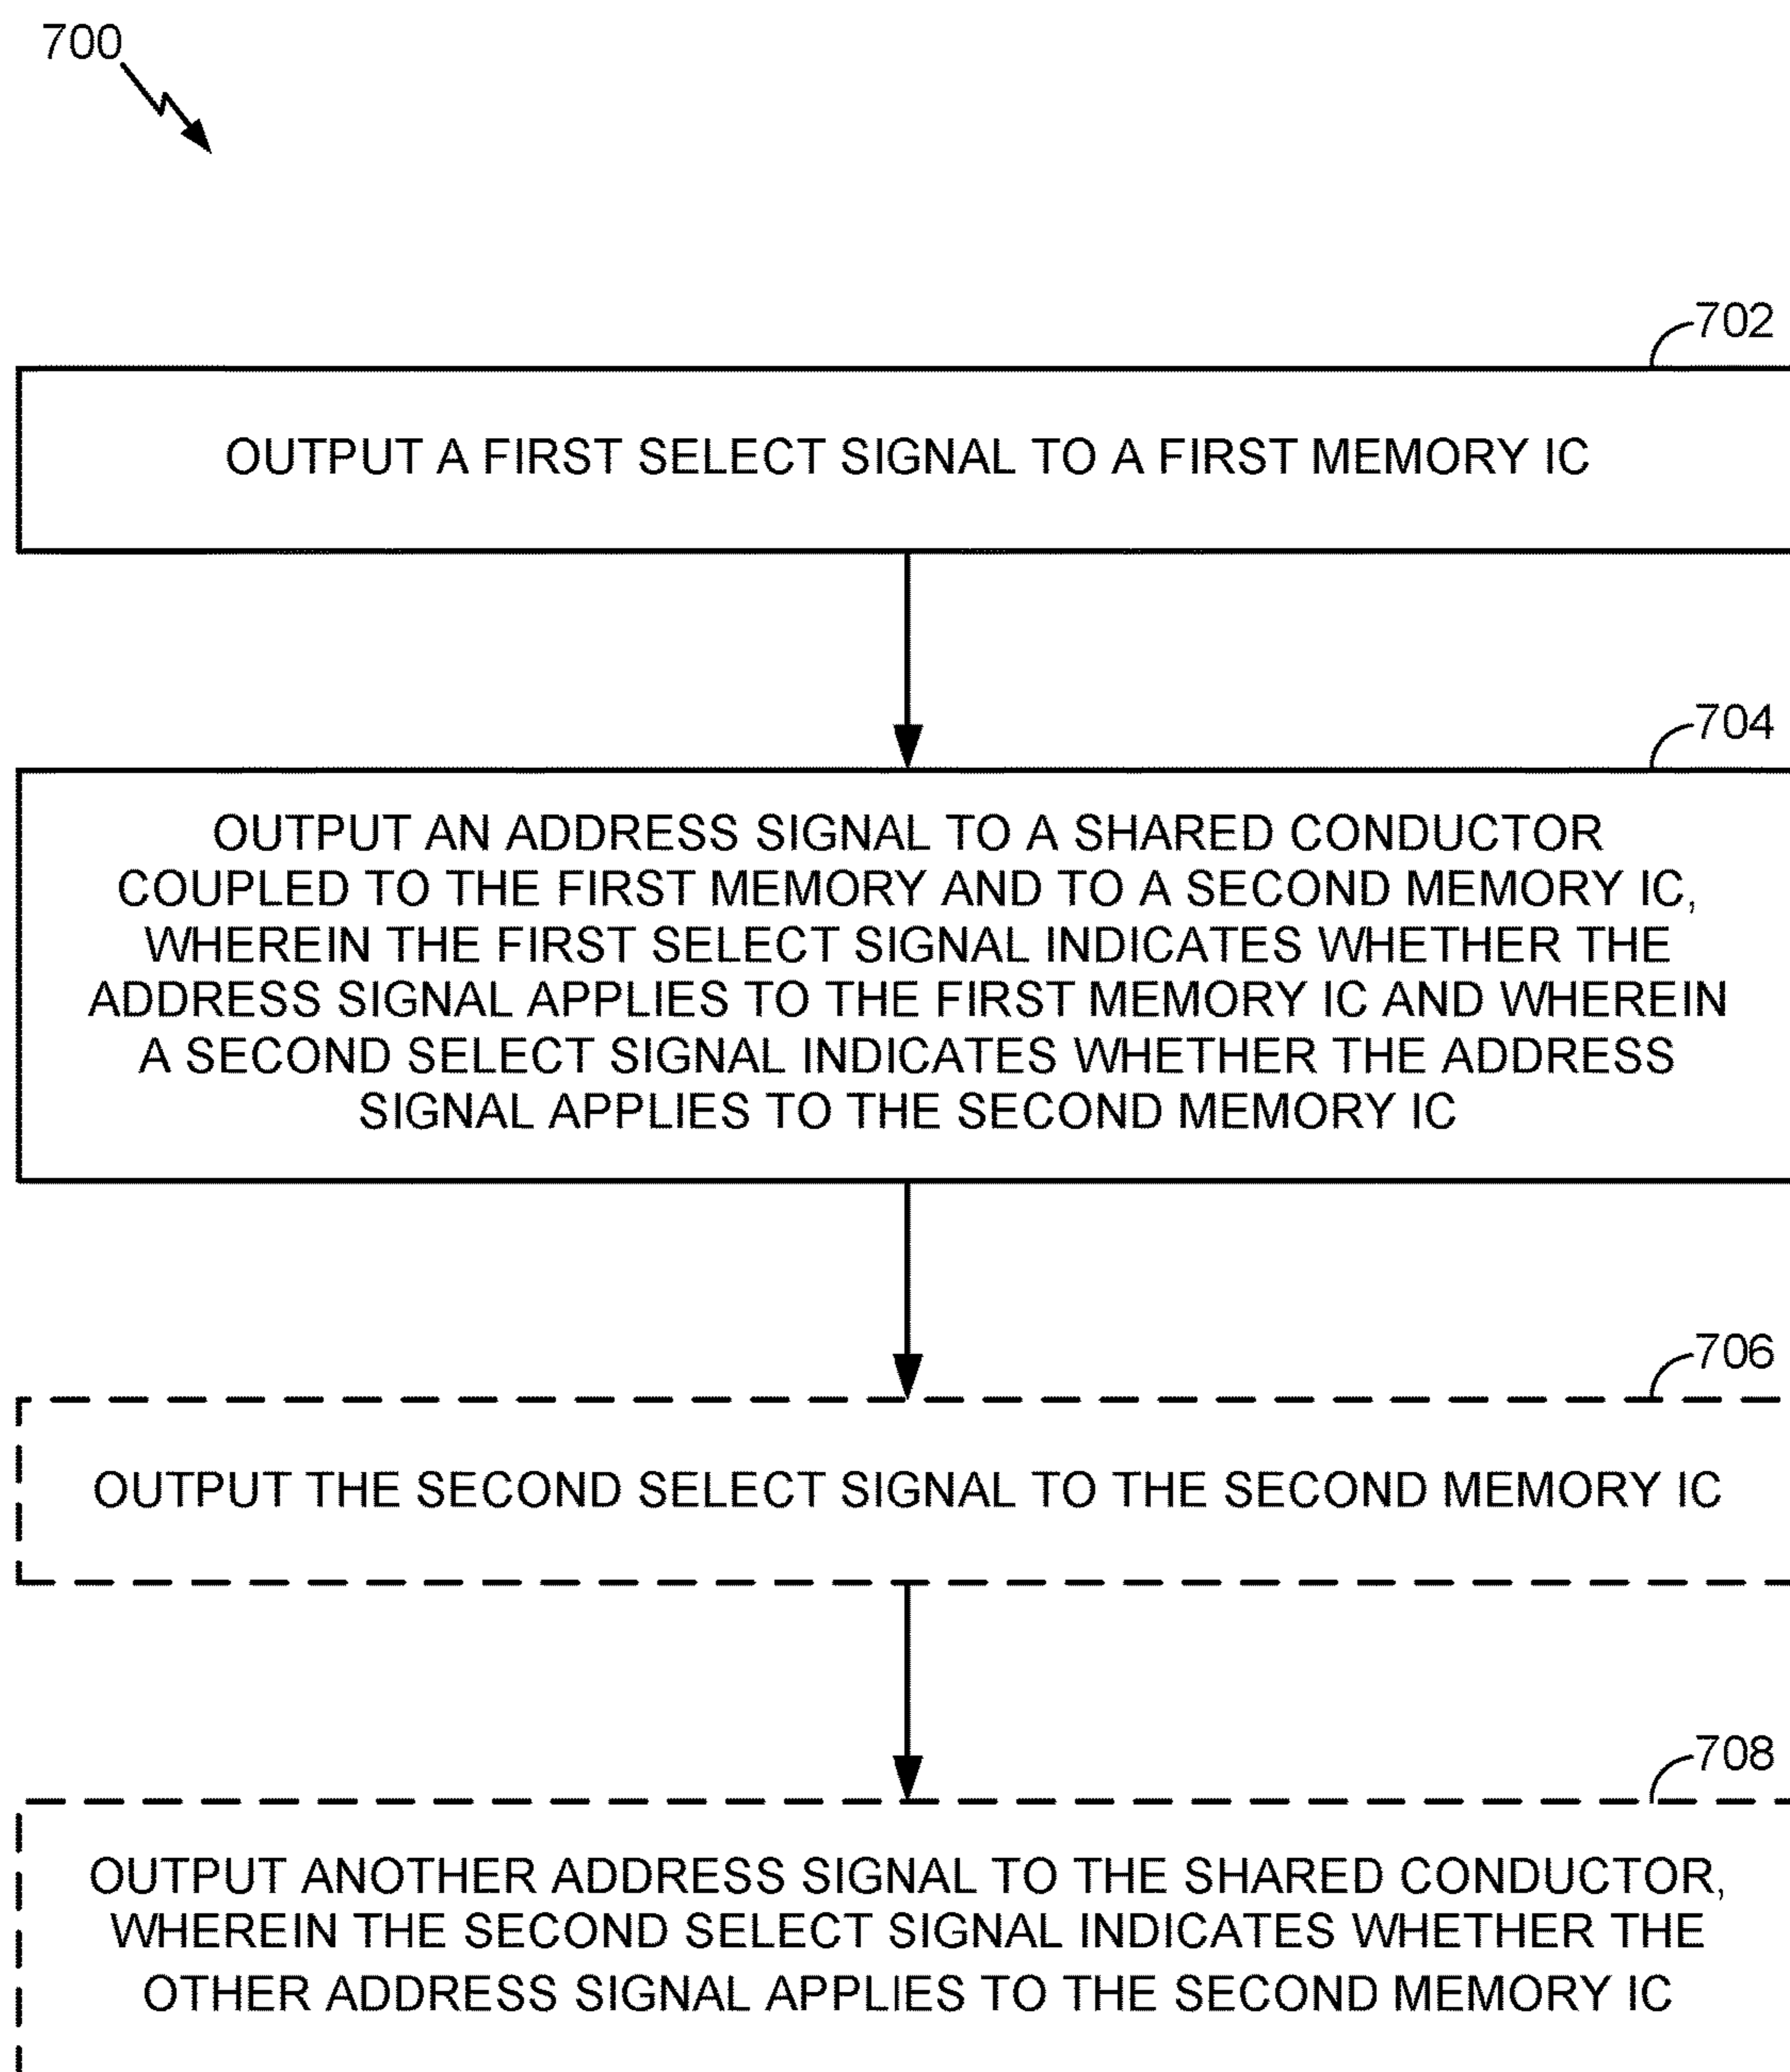 700
702
OUTPUT A FIRST SELECT SIGNAL TO A FIRST MEMORY IC
704
OUTPUT AN ADDRESS SIGNAL TO A SHARED CONDUCTOR
COUPLED TO THE FIRST MEMORY AND TO A SECOND MEMORY IC,
WHEREIN THE FIRST SELECT SIGNAL INDICATES WHETHER THE
ADDRESS SIGNAL APPLIES TO THE FIRST MEMORY IC AND WHEREIN
A SECOND SELECT SIGNAL INDICATES WHETHER THE ADDRESS
SIGNAL APPLIES TO THE SECOND MEMORY IC
706
OUTPUT THE SECOND SELECT SIGNAL TO THE SECOND MEMORY IC
708
OUTPUT ANOTHER ADDRESS SIGNAL TO THE SHARED CONDUCTOR,
WHEREIN THE SECOND SELECT SIGNAL INDICATES WHETHER THE
OTHER ADDRESS SIGNAL APPLIES TO THE SECOND MEMORY IC